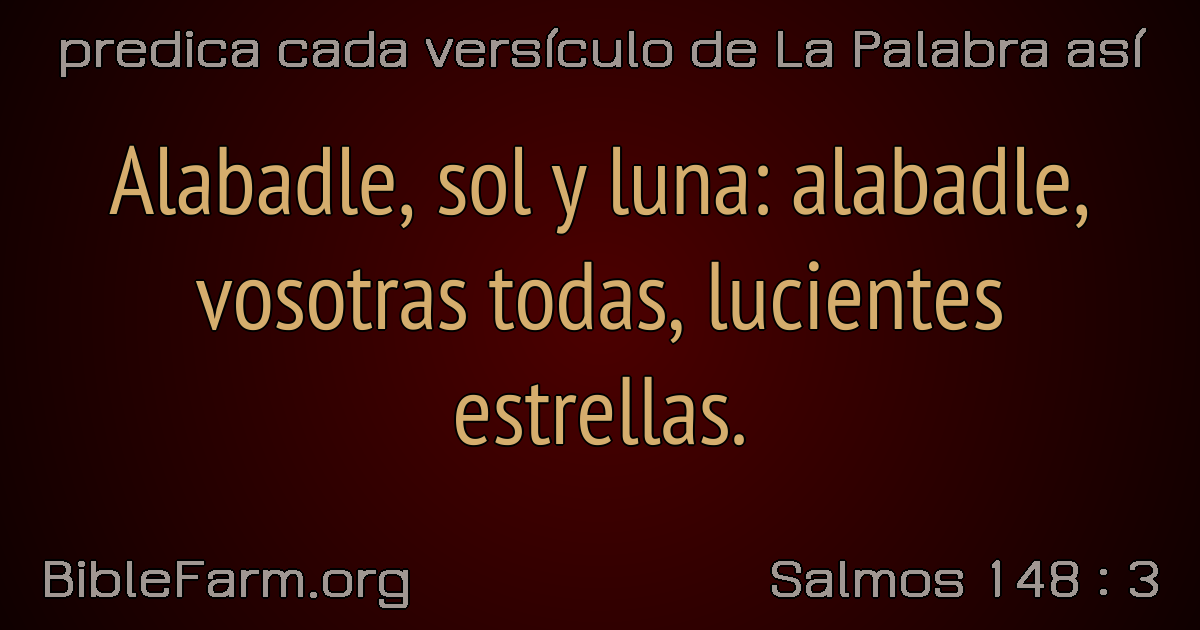 predica cada versículo de La Palabra así
Alabadle, sol y luna: alabadle,
vosotras todas, lucientes
estrellas.
BibleFarm.org
Salmos 148 : 3